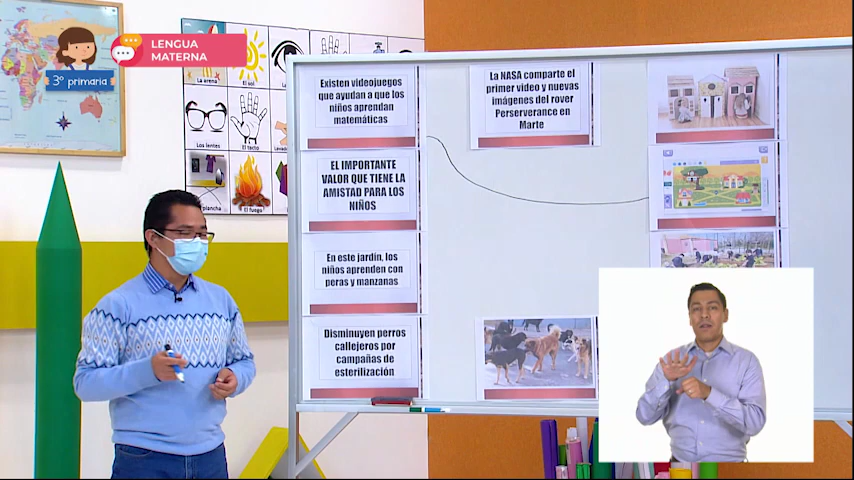 3º primaria
LENGUA
MATERNA
La arena
El sol
Los lentes
El tacto
plancha
El fuego
Existen videojuegos
que ayudan a que los
niños aprendan
matemáticas
EL IMPORTANTE
VALOR QUE TIENE LA
AMISTAD PARA LOS
NIÑOS
En este jardín, los
niños aprenden con
peras y manzanas
Disminuyen perros
callejeros por
campañas de
esterilización
La NASA comparte el
primer video y nuevas
imágenes del rover
Perserverance en
Marte